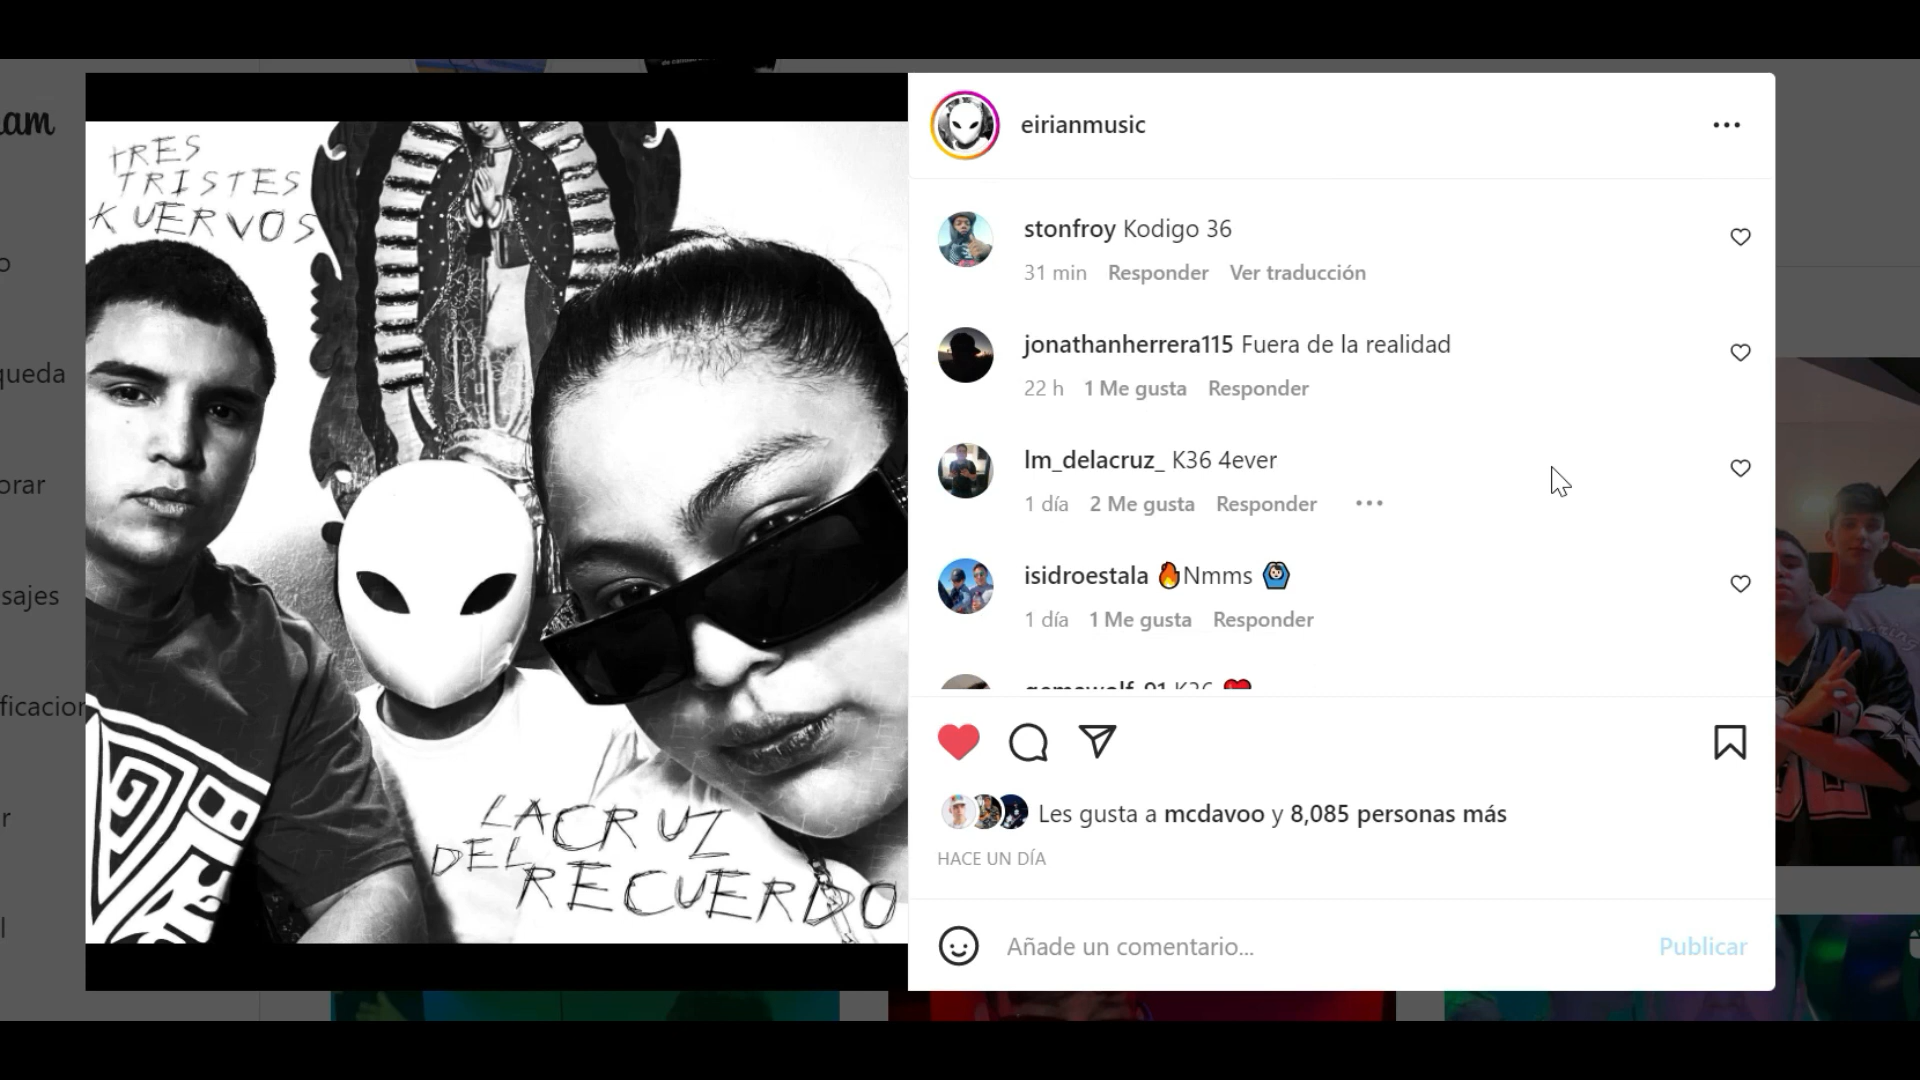 am
TRES
TRISTES
KUERVOS
LA CRUZ
DEL
RECUERDO
queda
orar
sajes
ficacion
eirianmusic
stonfroy Kodigo 36
31 min Responder Ver traducción
jonathanherrera115 Fuera de la realidad
22 h 1 Me gusta Responder
lm_delacruz_ K36 4ever
1 día 2 Me gusta Responder
isidroestala 🔥Nmms 🙆🏻‍♂️
1 día 1 Me gusta Responder
Les gusta a mcdavoo y 8,085 personas más
HACE UN DÍA
Añade un comentario...
Publicar